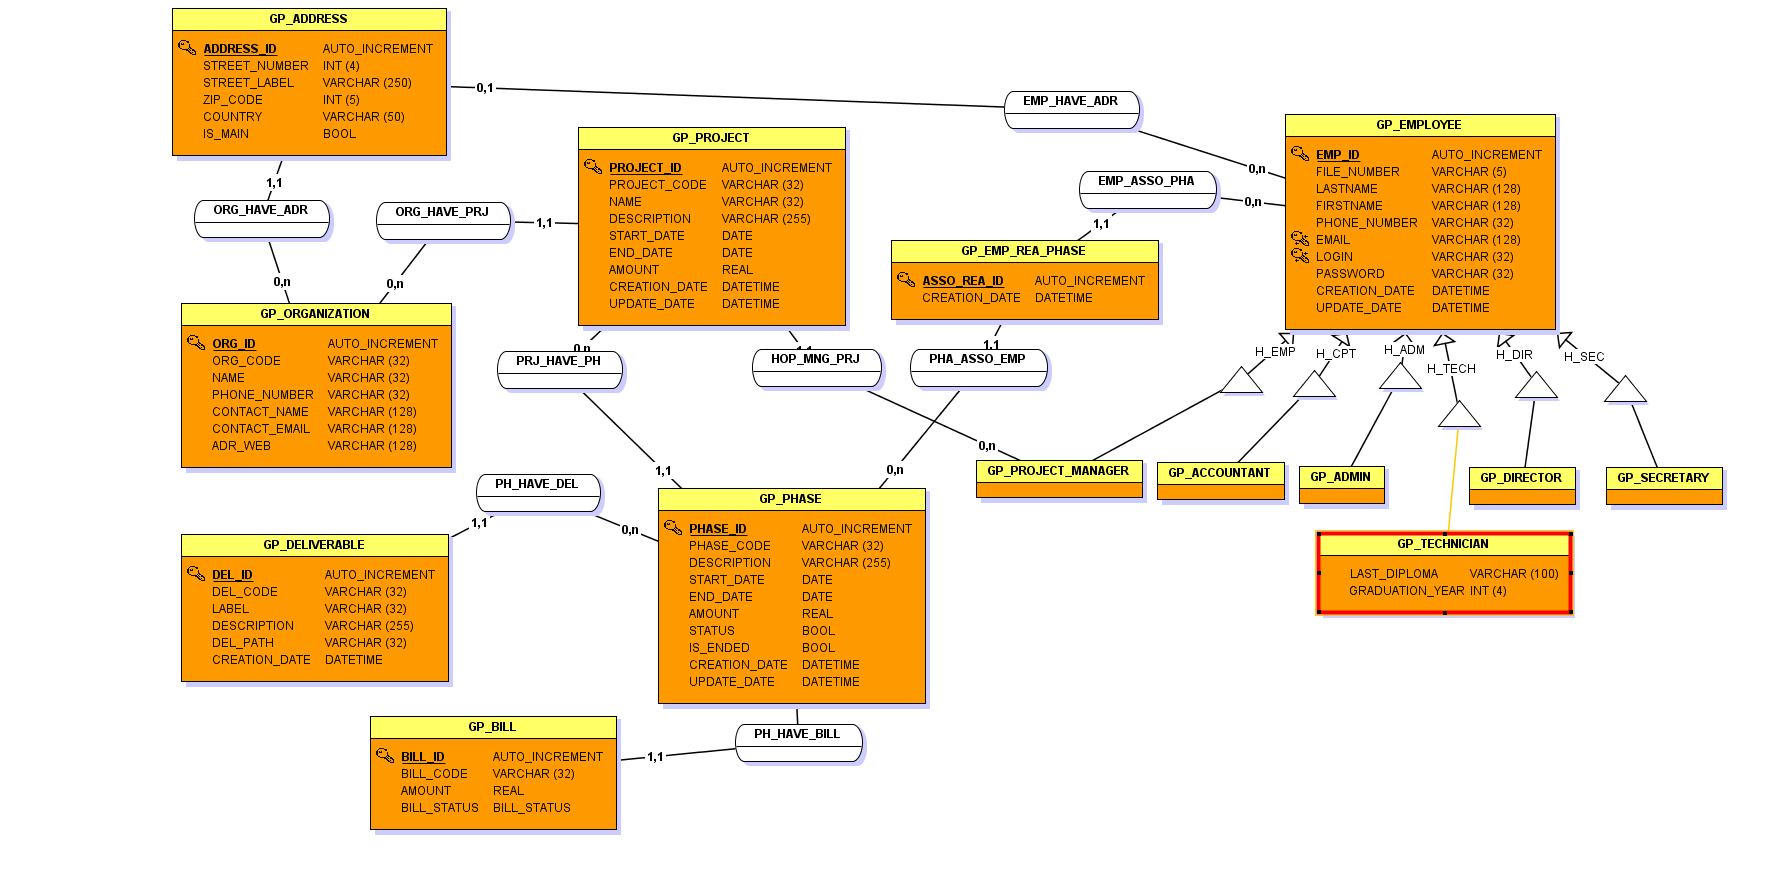 GP_ADDRESS
ADDRESS_ID AUTO_INCREMENT
STREET_NUMBER INT (4)
STREET_LABEL VARCHAR (250)
ZIP_CODE INT (5)
COUNTRY VARCHAR (50)
IS_MAIN BOOL
0,1
EMP_HAVE_ADR
0,n
1,1
ORG_HAVE_ADR
0,n
ORG_HAVE_PRJ
1,1
0,n
GP_PROJECT
PROJECT_ID AUTO_INCREMENT
PROJECT_CODE VARCHAR (32)
NAME VARCHAR (32)
DESCRIPTION VARCHAR (255)
START_DATE DATE
END_DATE DATE
AMOUNT REAL
CREATION_DATE DATETIME
UPDATE_DATE DATETIME
GP_EMPLOYEE
EMP_ID AUTO_INCREMENT
FILE_NUMBER VARCHAR (5)
LASTNAME VARCHAR (128)
FIRSTNAME VARCHAR (128)
PHONE_NUMBER VARCHAR (32)
EMAIL VARCHAR (128)
LOGIN VARCHAR (32)
PASSWORD VARCHAR (32)
CREATION_DATE DATETIME
UPDATE_DATE DATETIME
EMP_ASSO_PHA
0,n
1,1
GP_EMP_REA_PHASE
ASSO_REA_ID AUTO_INCREMENT
CREATION_DATE DATETIME
1,1
PHA_ASSO_EMP
0,n
GP_ORGANIZATION
ORG_ID AUTO_INCREMENT
ORG_CODE VARCHAR (32)
NAME VARCHAR (32)
PHONE_NUMBER VARCHAR (32)
CONTACT_NAME VARCHAR (128)
CONTACT_EMAIL VARCHAR (128)
ADR_WEB VARCHAR (128)
0,n
PRJ_HAVE_PH
1,1
1,1
HOP_MNG_PRJ
0,n
H_EMP
H_CPT
H_ADM
H_TECH
H_DIR
H_SEC
GP_PROJECT_MANAGER
GP_ACCOUNTANT
GP_ADMIN
GP_DIRECTOR
GP_SECRETARY
GP_TECHNICIAN
LAST_DIPLOMA VARCHAR (100)
GRADUATION_YEAR INT (4)
PH_HAVE_DEL
1,1
0,n
GP_PHASE
PHASE_ID AUTO_INCREMENT
PHASE_CODE VARCHAR (32)
DESCRIPTION VARCHAR (255)
START_DATE DATE
END_DATE DATE
AMOUNT REAL
STATUS BOOL
IS_ENDED BOOL
CREATION_DATE DATETIME
UPDATE_DATE DATETIME
GP_DELIVERABLE
DEL_ID AUTO_INCREMENT
DEL_CODE VARCHAR (32)
LABEL VARCHAR (32)
DESCRIPTION VARCHAR (255)
DEL_PATH VARCHAR (32)
CREATION_DATE DATETIME
PH_HAVE_BILL
1,1
GP_BILL
BILL_ID AUTO_INCREMENT
BILL_CODE VARCHAR (32)
AMOUNT REAL
BILL_STATUS BILL_STATUS